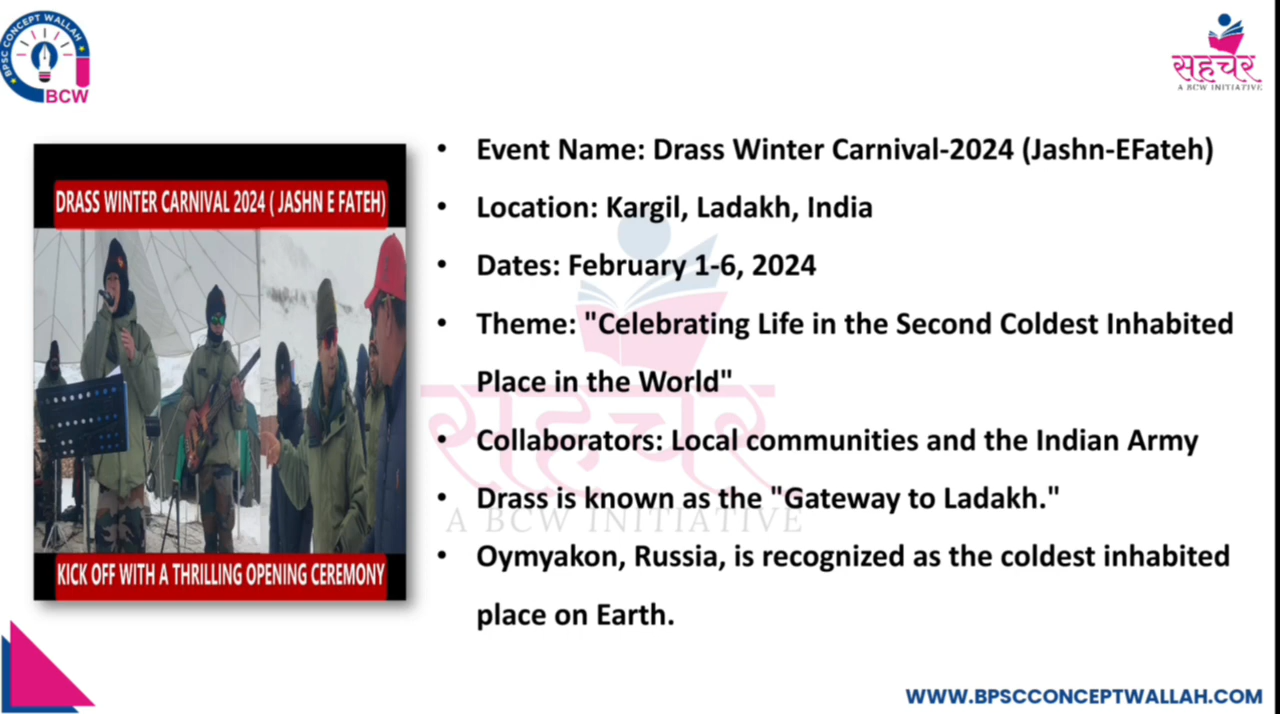 BPSC CONCEPT WALLAH
BCW
सहचर
A BCW INITIATIVE
DRASS WINTER CARNIVAL 2024 ( JASHN E FATEH)
KICK OFF WITH A THRILLING OPENING CEREMONY
• Event Name: Drass Winter Carnival-2024 (Jashn-EFateh)
• Location: Kargil, Ladakh, India
• Dates: February 1-6, 2024
• Theme: "Celebrating Life in the Second Coldest Inhabited
Place in the World"
• Collaborators: Local communities and the Indian Army
• Drass is known as the "Gateway to Ladakh."
• Oymyakon, Russia, is recognized as the coldest inhabited
place on Earth.
सहचर
A BCW INITIATIVE
WWW.BPSCCONCEPTWALLAH.COM